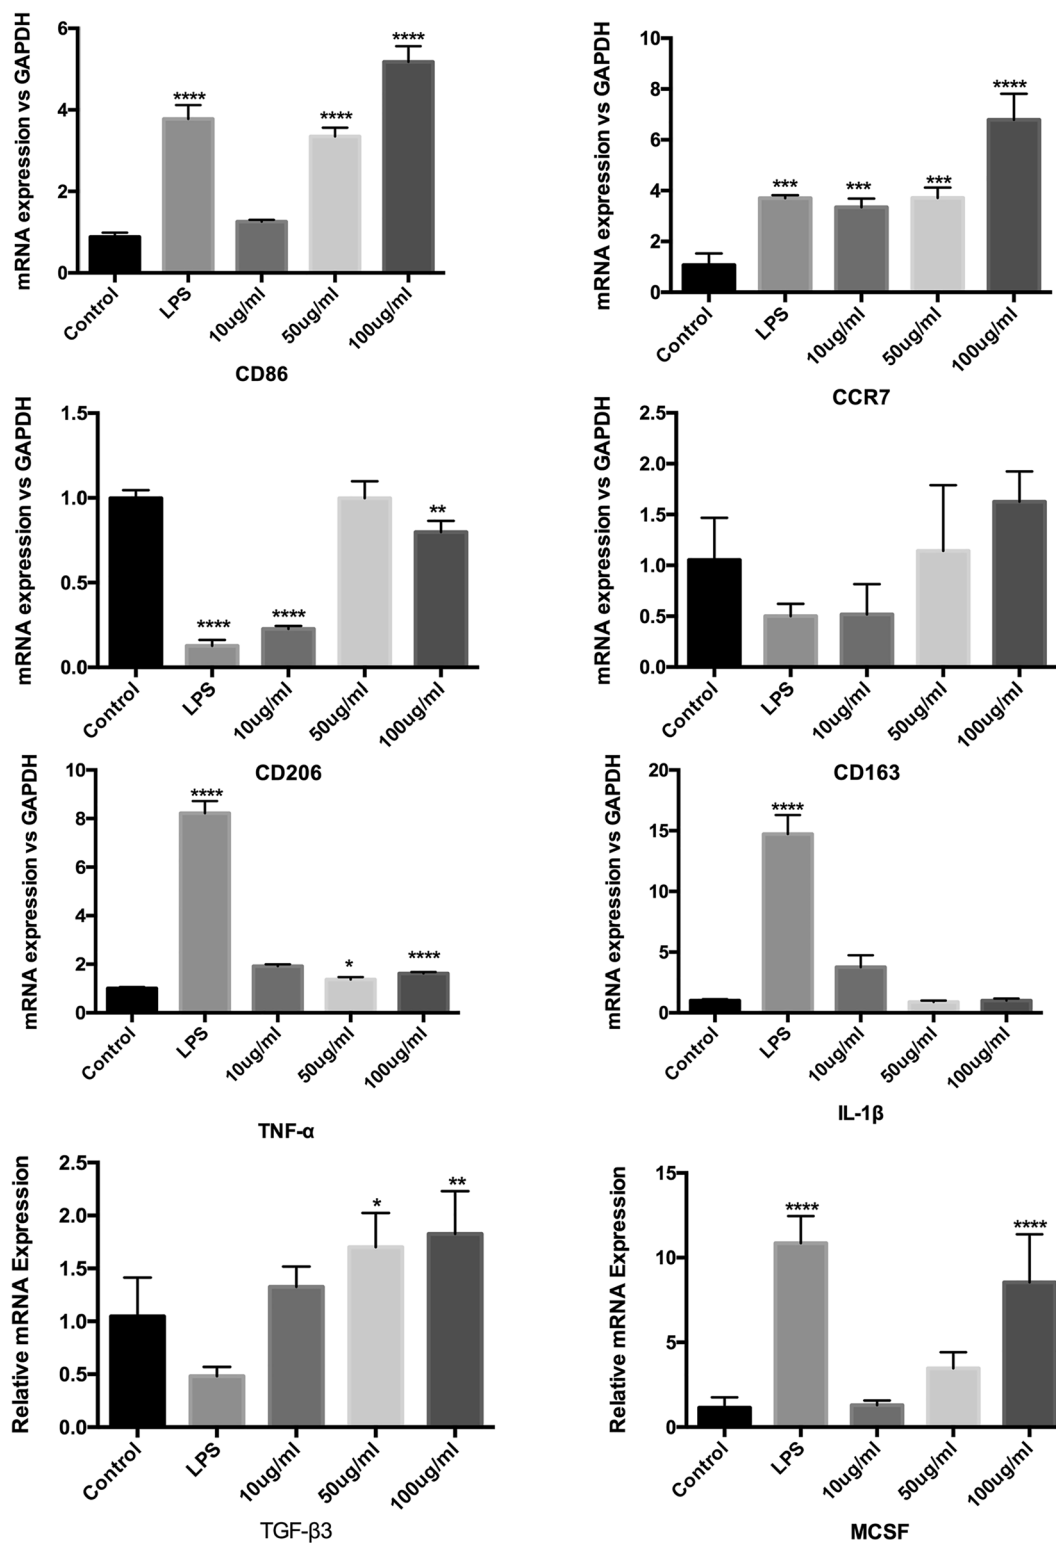 mRNA expression vs GAPDH
6
4
2
0
****
****
****
Control
LPS
10ug/ml
50ug/ml
100ug/ml
CD86
mRNA expression vs GAPDH
10
8
6
4
2
0
***
***
***
****
Control
LPS
10ug/ml
50ug/ml
100ug/ml
CCR7
mRNA expression vs GAPDH
1.5
1.0
0.5
0.0
****
****
**
Control
LPS
10ug/ml
50ug/ml
100ug/ml
CD206
mRNA expression vs GAPDH
2.5
2.0
1.5
1.0
0.5
0.0
Control
LPS
10ug/ml
50ug/ml
100ug/ml
CD163
mRNA expression vs GAPDH
10
8
6
4
2
0
****
*
****
Control
LPS
10ug/ml
50ug/ml
100ug/ml
TNF-α
mRNA expression vs GAPDH
20
15
10
5
0
****
Control
LPS
10ug/ml
50ug/ml
100ug/ml
IL-1β
Relative mRNA Expression
2.5
2.0
1.5
1.0
0.5
0.0
*
**
Control
LPS
10ug/ml
50ug/ml
100ug/ml
TGF-β3
Relative mRNA Expression
15
10
5
0
****
****
Control
LPS
10ug/ml
50ug/ml
100ug/ml
MCSF